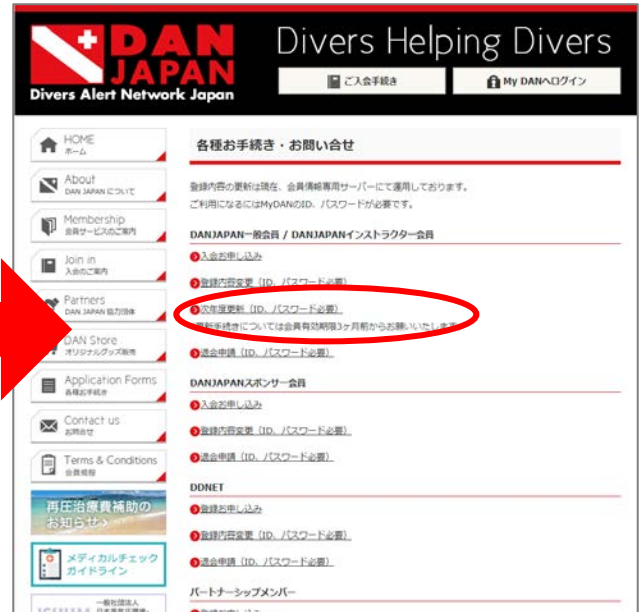 DAN
JAPAN
Divers Alert Network Japan
Divers Helping Divers
ご入会手続き
My DANへログイン
HOME
ホーム
About
DAN JAPANについて
Membership
会員サービスのご案内
Join in
入会のご案内
Partners
DAN JAPAN 協力団体
DAN Store
オリジナルグッズ販売
Application Forms
各種お手続き
Contact us
お問合せ
Terms & Conditions
会員規程
再圧治療費補助の
お知らせ>
メディカルチェック
ガイドライン
一般社団法人
各種お手続き・お問い合せ
登録内容の更新は現在、会員情報専用サーバーにて運用しております。
ご利用になるにはMyDANのID、パスワードが必要です。
DANJAPAN一般会員 / DANJAPANインストラクター会員
入会お申し込み
登録内容変更（ID、パスワード必要）
次年度更新（ID、パスワード必要）
更新手続きについては会員有効期限3ヶ月前からお願いいたします
退会申請（ID、パスワード必要）
DANJAPANスポンサー会員
入会お申し込み
登録内容変更（ID、パスワード必要）
退会申請（ID、パスワード必要）
DDNET
登録お申し込み
登録内容変更（ID、パスワード必要）
退会申請（ID、パスワード必要）
パートナーシップメンバー